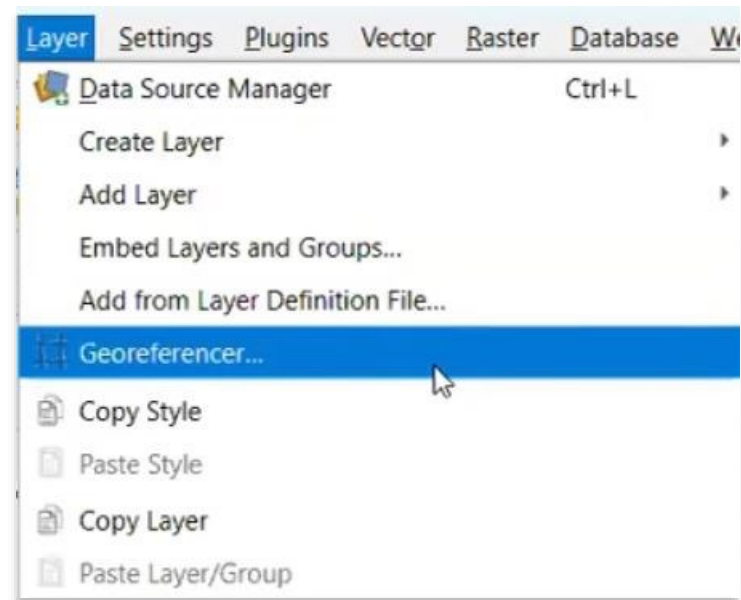 Layer Settings Plugins Vector Raster Database
Data Source Manager Ctrl+L
Create Layer
Add Layer
Embed Layers and Groups...
Add from Layer Definition File...
Georeferencer...
Copy Style
Paste Style
Copy Layer
Paste Layer/Group